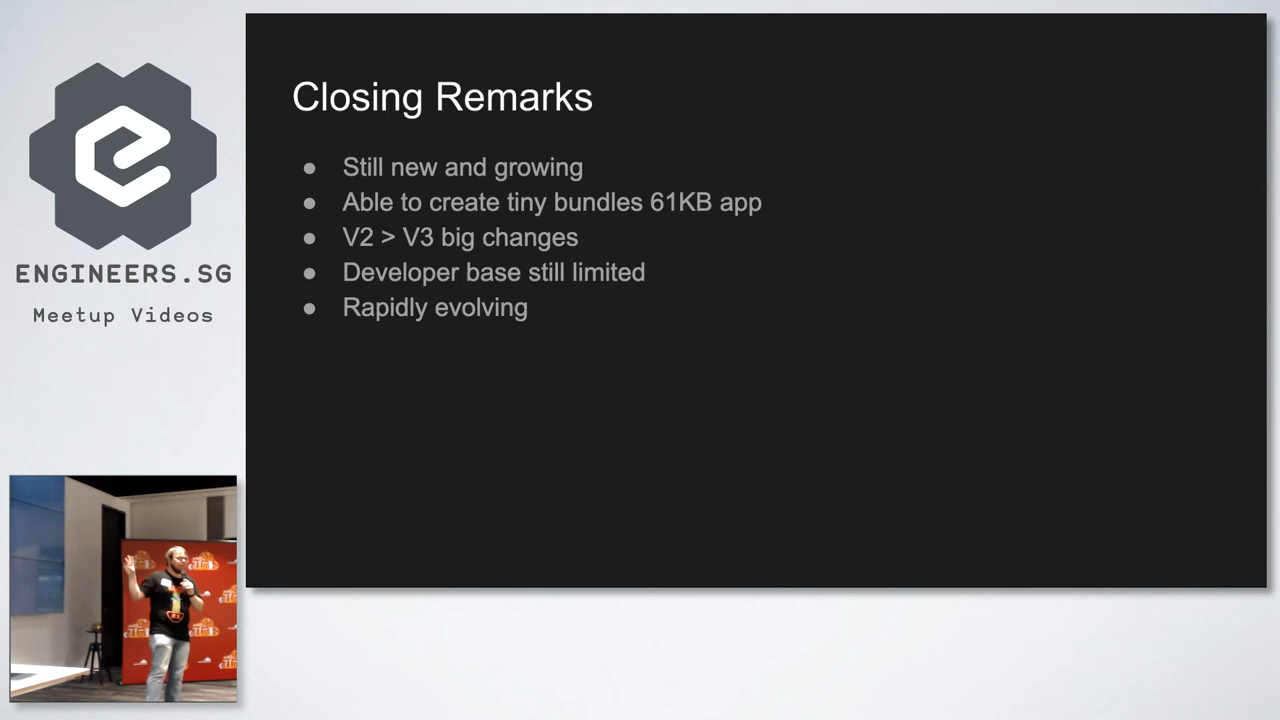 ENGINEERS.SG
Meetup Videos
Closing Remarks
● Still new and growing
● Able to create tiny bundles 61KB app
● V2 > V3 big changes
● Developer base still limited
● Rapidly evolving